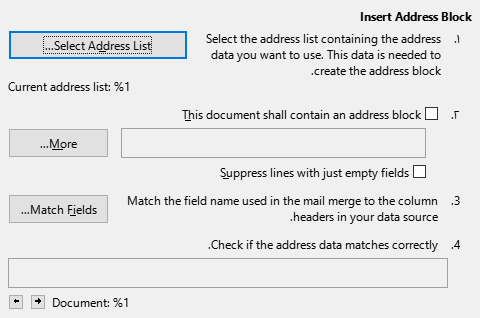 Insert Address Block
.١ Select the address list containing the address
data you want to use. This data is needed to
.create the address block
...Select Address List
Current address list: %1
.٢ This document shall contain an address block
...More
Suppress lines with just empty fields
.3 Match the field name used in the mail merge to the column
.headers in your data source
...Match Fields
.4 .Check if the address data matches correctly
Document: %1